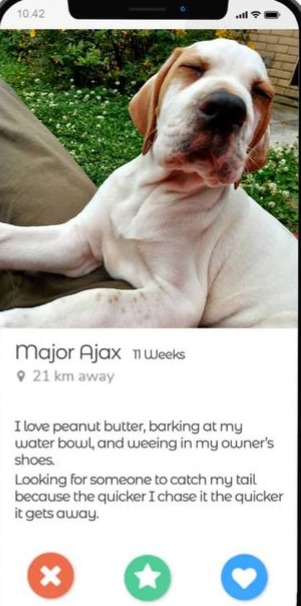 10.42
Major Ajax 11 Weeks
21 km away
I love peanut butter, barking at my
water bowl, and weeing in my owner's
shoes.
Looking for someone to catch my tail
because the quicker I chase it the quicker
it gets away.